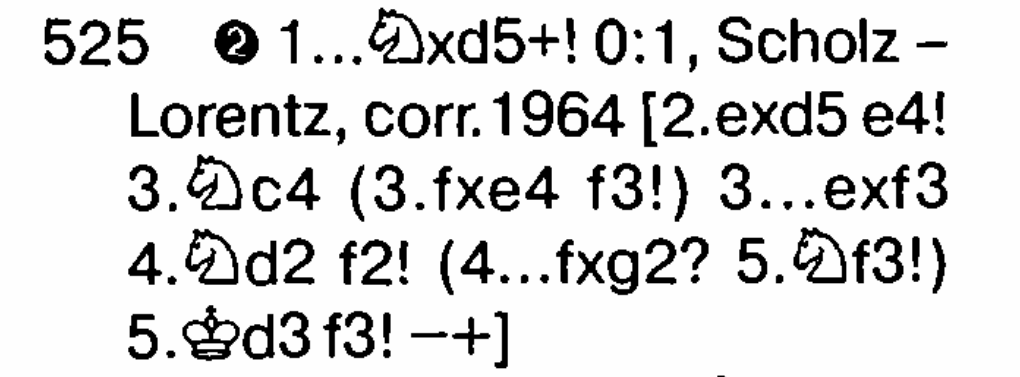 525 ❷ 1...♘xd5+! 0:1, Scholz –
Lorentz, corr.1964 [2.exd5 e4!
3.♘c4 (3.fxe4 f3!) 3...exf3
4.♘d2 f2! (4...fxg2? 5.♘f3!)
5.♔d3 f3! –+]